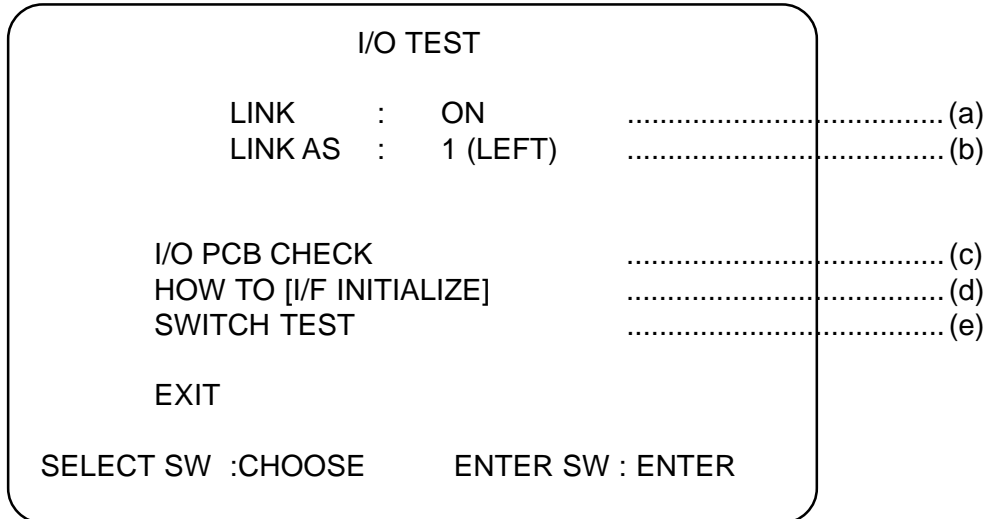 I/O TEST
LINK : ON ........................................ (a)
LINK AS : 1 (LEFT) ........................................ (b)
I/O PCB CHECK ........................................ (c)
HOW TO [I/F INITIALIZE] ........................................ (d)
SWITCH TEST ........................................ (e)
EXIT
SELECT SW :CHOOSE ENTER SW : ENTER